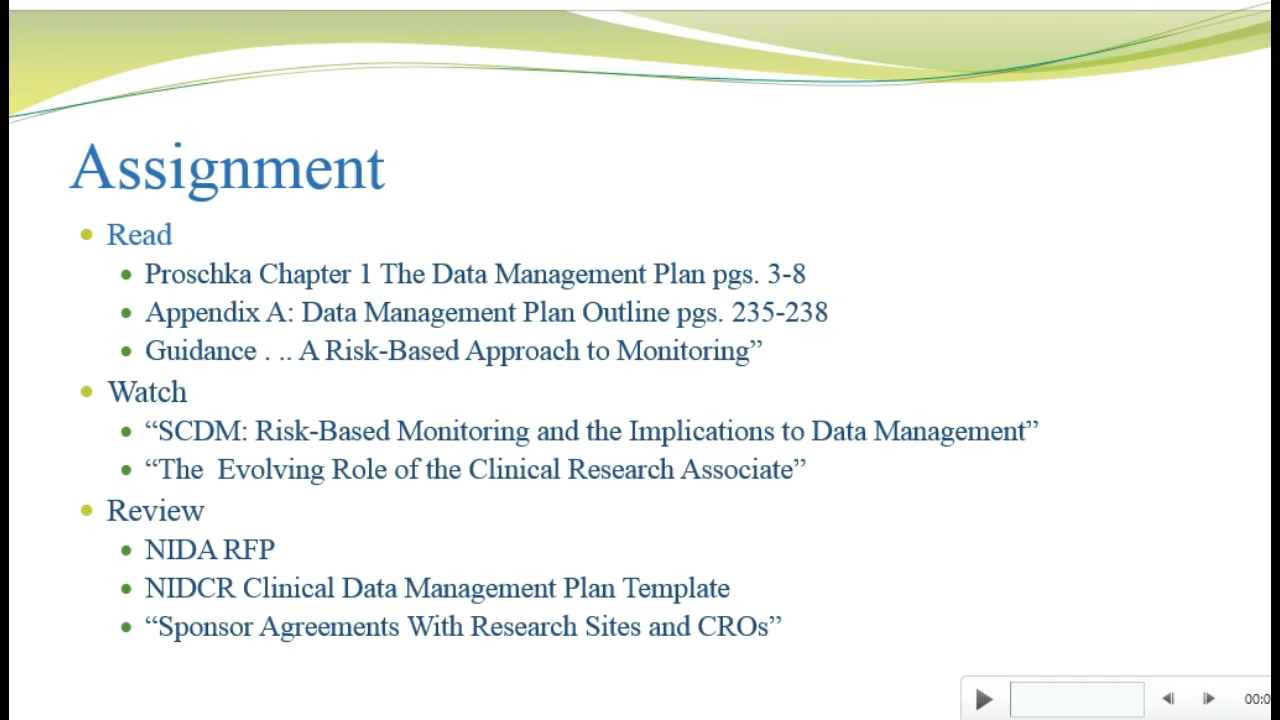 Assignment
Read
Proschka Chapter 1 The Data Management Plan pgs. 3-8
Appendix A: Data Management Plan Outline pgs. 235-238
Guidance . .. A Risk-Based Approach to Monitoring”
Watch
“SCDM: Risk-Based Monitoring and the Implications to Data Management”
“The  Evolving Role of the Clinical Research Associate”
Review
NIDA RFP
NIDCR Clinical Data Management Plan Template
“Sponsor Agreements With Research Sites and CROs”
00:0